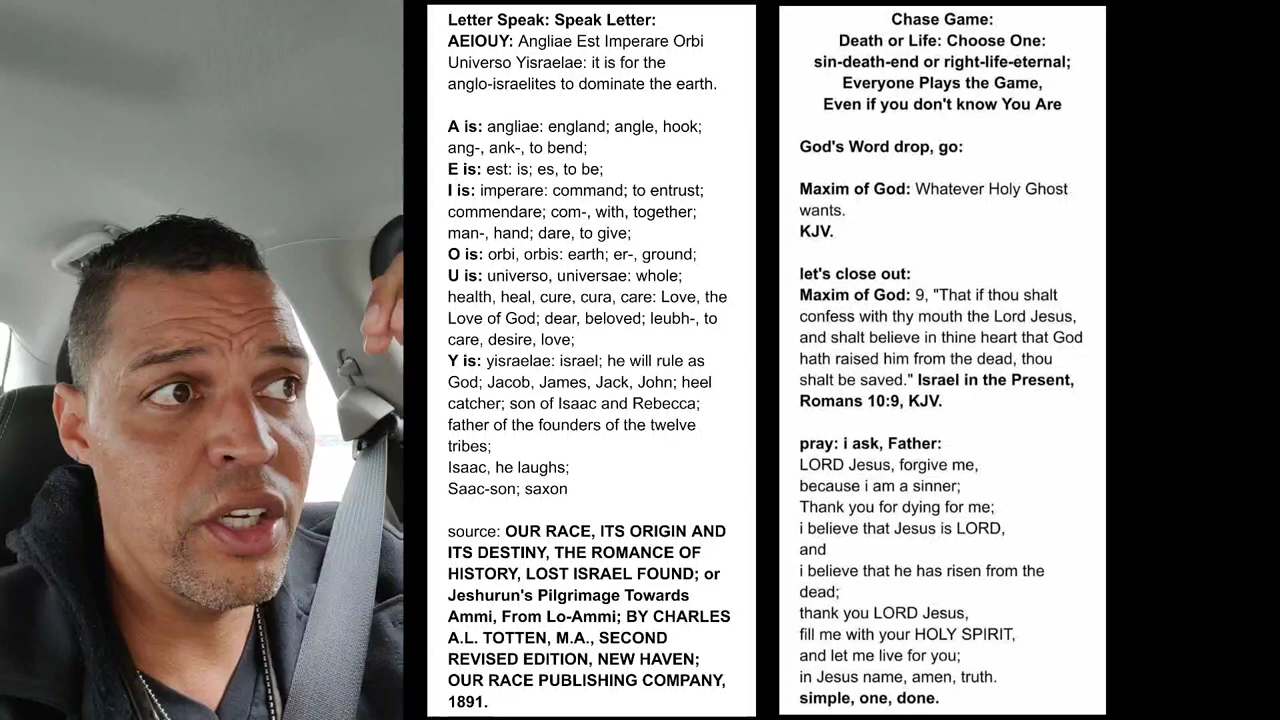 Letter Speak: Speak Letter:
AEIOUY: Angliae Est Imperare Orbi
Universo Yisraelae: it is for the
anglo-israelites to dominate the earth.
A is: angliae: england; angle, hook;
ang-, ank-, to bend;
E is: est: is; es, to be;
I is: imperare: command; to entrust;
commendare; com-, with, together;
man-, hand; dare, to give;
O is: orbi, orbis: earth; er-, ground;
U is: universo, universae: whole;
health, heal, cure, cura, care: Love, the
Love of God; dear, beloved; leubh-, to
care, desire, love;
Y is: yisraelae: israel; he will rule as
God; Jacob, James, Jack, John; heel
catcher; son of Isaac and Rebecca;
father of the founders of the twelve
tribes;
Isaac, he laughs;
Saac-son; saxon
source: OUR RACE, ITS ORIGIN AND
ITS DESTINY, THE ROMANCE OF
HISTORY, LOST ISRAEL FOUND; or
Jeshurun's Pilgrimage Towards
Ammi, From Lo-Ammi; BY CHARLES
A.L. TOTTEN, M.A., SECOND
REVISED EDITION, NEW HAVEN;
OUR RACE PUBLISHING COMPANY,
1891.
Chase Game:
Death or Life: Choose One:
sin-death-end or right-life-eternal;
Everyone Plays the Game,
Even if you don't know You Are
God's Word drop, go:
Maxim of God: Whatever Holy Ghost
wants.
KJV.
let's close out:
Maxim of God: 9, "That if thou shalt
confess with thy mouth the Lord Jesus,
and shalt believe in thine heart that God
hath raised him from the dead, thou
shalt be saved." Israel in the Present,
Romans 10:9, KJV.
pray: i ask, Father:
LORD Jesus, forgive me,
because i am a sinner;
Thank you for dying for me;
i believe that Jesus is LORD,
and
i believe that he has risen from the
dead;
thank you LORD Jesus,
fill me with your HOLY SPIRIT,
and let me live for you;
in Jesus name, amen, truth.
simple, one, done.